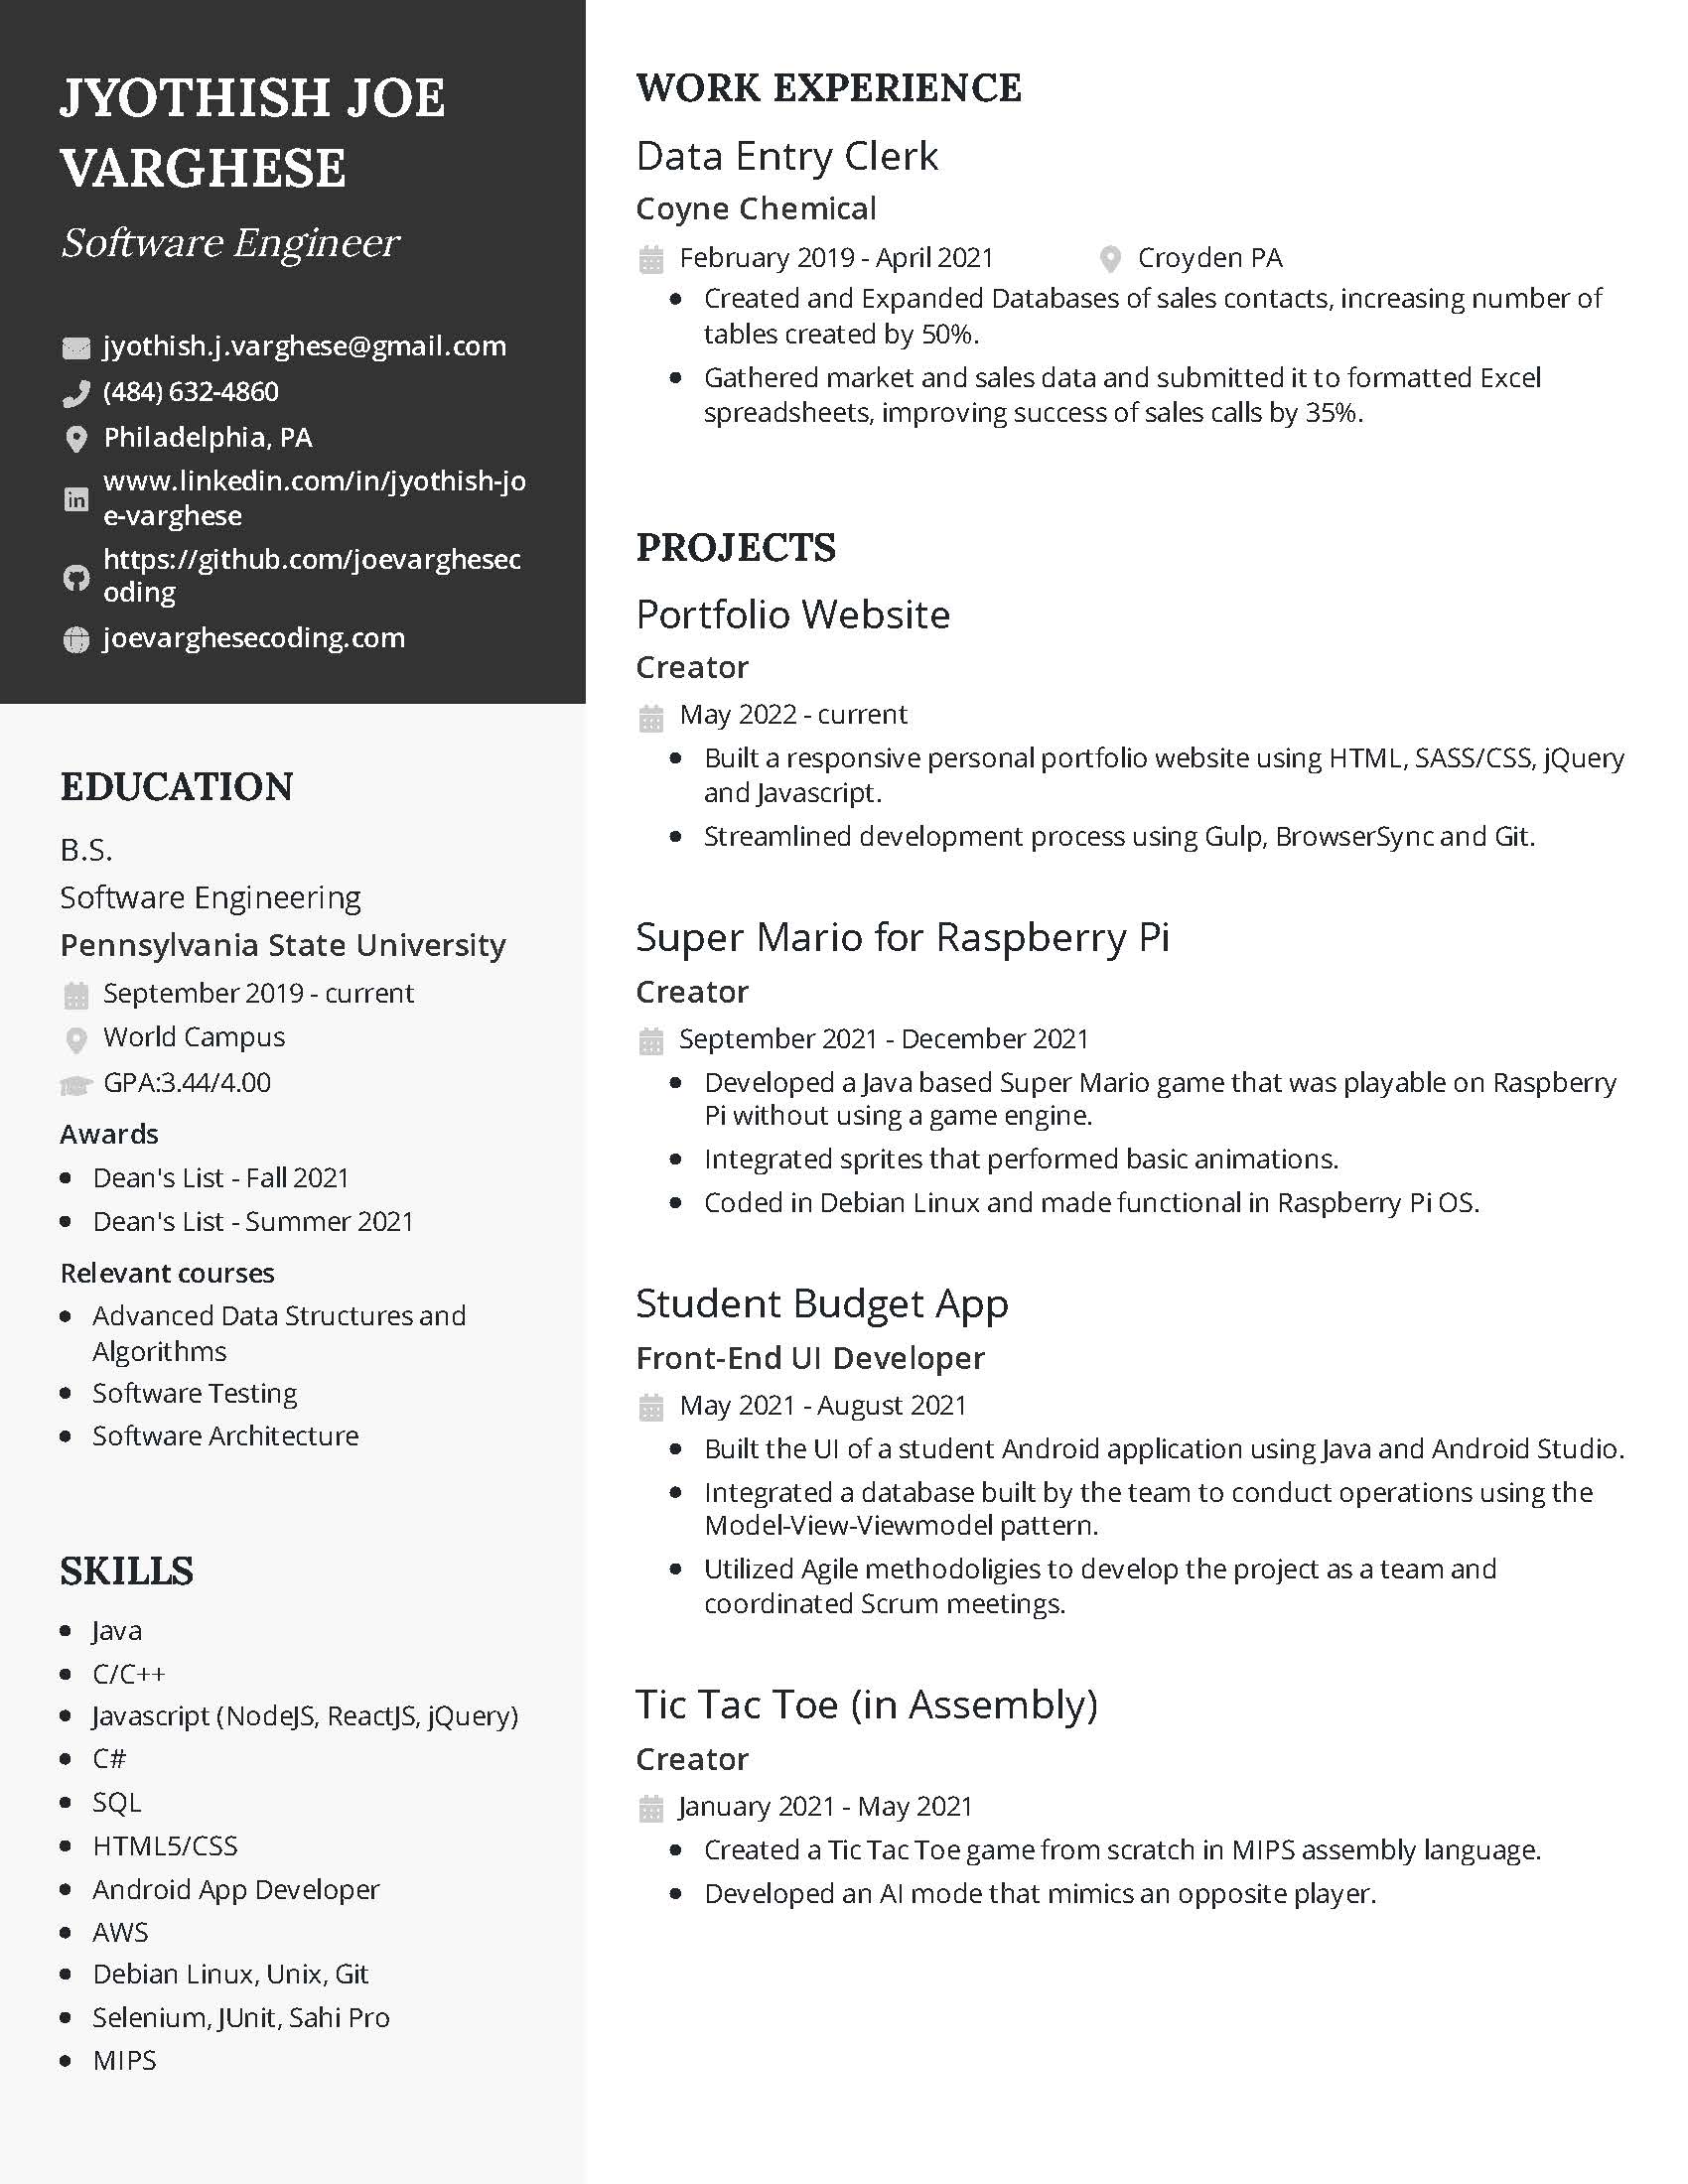 JYOTHISH JOE
VARGHESE
Software Engineer
jyothish.j.varghese@gmail.com
(484) 632-4860
Philadelphia, PA
www.linkedin.com/in/jyothish-jo
e-varghese
https://github.com/joevarghesec
oding
joevarghesecoding.com
EDUCATION
B.S.
Software Engineering
Pennsylvania State University
September 2019 - current
World Campus
GPA:3.44/4.00
Awards
• Dean's List - Fall 2021
• Dean's List - Summer 2021
Relevant courses
• Advanced Data Structures and
Algorithms
• Software Testing
• Software Architecture
SKILLS
• Java
• C/C++
• Javascript (NodeJS, ReactJS, jQuery)
• C#
• SQL
• HTML5/CSS
• Android App Developer
• AWS
• Debian Linux, Unix, Git
• Selenium, JUnit, Sahi Pro
• MIPS
WORK EXPERIENCE
Data Entry Clerk
Coyne Chemical
February 2019 - April 2021 Croyden PA
• Created and Expanded Databases of sales contacts, increasing number of
tables created by 50%.
• Gathered market and sales data and submitted it to formatted Excel
spreadsheets, improving success of sales calls by 35%.
PROJECTS
Portfolio Website
Creator
May 2022 - current
• Built a responsive personal portfolio website using HTML, SASS/CSS, jQuery
and Javascript.
• Streamlined development process using Gulp, BrowserSync and Git.
Super Mario for Raspberry Pi
Creator
September 2021 - December 2021
• Developed a Java based Super Mario game that was playable on Raspberry
Pi without using a game engine.
• Integrated sprites that performed basic animations.
• Coded in Debian Linux and made functional in Raspberry Pi OS.
Student Budget App
Front-End UI Developer
May 2021 - August 2021
• Built the UI of a student Android application using Java and Android Studio.
• Integrated a database built by the team to conduct operations using the
Model-View-Viewmodel pattern.
• Utilized Agile methodoligies to develop the project as a team and
coordinated Scrum meetings.
Tic Tac Toe (in Assembly)
Creator
January 2021 - May 2021
• Created a Tic Tac Toe game from scratch in MIPS assembly language.
• Developed an AI mode that mimics an opposite player.